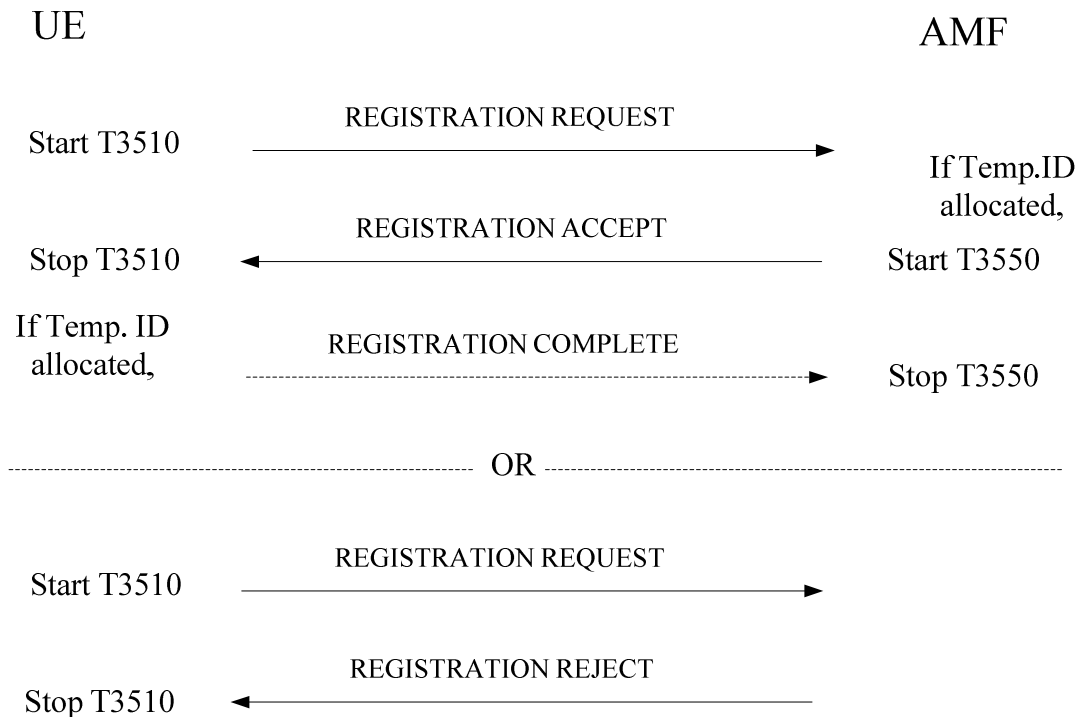 UE
AMF
REGISTRATION REQUEST
Start T3510
If Temp.ID
allocated,
REGISTRATION ACCEPT
Stop T3510
Start T3550
If Temp. ID
allocated,
REGISTRATION COMPLETE
Stop T3550
OR
REGISTRATION REQUEST
Start T3510
REGISTRATION REJECT
Stop T3510